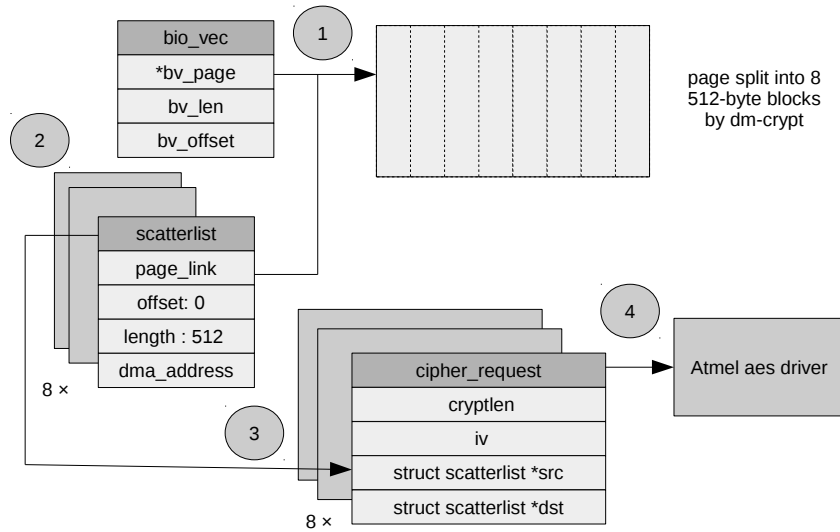 bio_vec
*bv_page
bv_len
bv_offset
1
page split into 8
512-byte blocks
by dm-crypt
2
scatterlist
page_link
offset: 0
length : 512
dma_address
8 ×
3
cipher_request
cryptlen
iv
struct scatterlist *src
struct scatterlist *dst
8 ×
4
Atmel aes driver